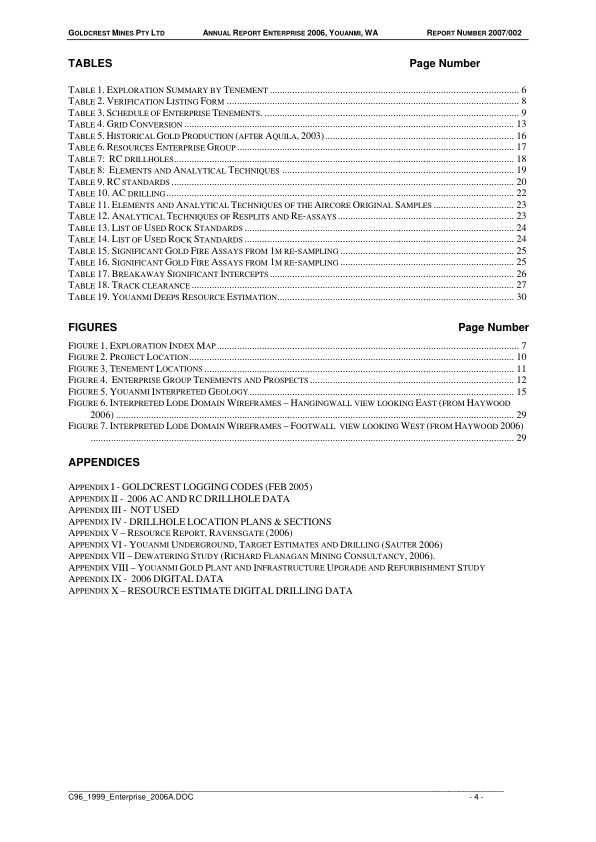 GOLDCREST MINES PTY LTD ANNUAL REPORT ENTERPRISE 2006, YOUANMI, WA REPORT NUMBER 2007/002
TABLES Page Number
TABLE 1. EXPLORATION SUMMARY BY TENEMENT ........ 6
TABLE 2. VERIFICATION LISTING FORM ........ 8
TABLE 3. SCHEDULE OF ENTERPRISE TENEMENTS. ........ 9
TABLE 4. GRID CONVERSION ........ 13
TABLE 5. HISTORICAL GOLD PRODUCTION (AFTER AQUILA, 2003) ........ 16
TABLE 6. RESOURCES ENTERPRISE GROUP ........ 17
TABLE 7: RC DRILLHOLES ........ 18
TABLE 8: ELEMENTS AND ANALYTICAL TECHNIQUES ........ 19
TABLE 9. RC STANDARDS ........ 20
TABLE 10. AC DRILLING ........ 22
TABLE 11. ELEMENTS AND ANALYTICAL TECHNIQUES OF THE AIRCORE ORIGINAL SAMPLES ........ 23
TABLE 12. ANALYTICAL TECHNIQUES OF RESPLITS AND RE-ASSAYS ........ 23
TABLE 13. LIST OF USED ROCK STANDARDS ........ 24
TABLE 14. LIST OF USED ROCK STANDARDS ........ 24
TABLE 15. SIGNIFICANT GOLD FIRE ASSAYS FROM 1M RE-SAMPLING ........ 25
TABLE 16. SIGNIFICANT GOLD FIRE ASSAYS FROM 1M RE-SAMPLING ........ 25
TABLE 17. BREAKAWAY SIGNIFICANT INTERCEPTS ........ 26
TABLE 18. TRACK CLEARANCE ........ 27
TABLE 19. YOUANMI DEEPS RESOURCE ESTIMATION ........ 30
FIGURES Page Number
FIGURE 1. EXPLORATION INDEX MAP ........ 7
FIGURE 2. PROJECT LOCATION ........ 10
FIGURE 3. TENEMENT LOCATIONS ........ 11
FIGURE 4. ENTERPRISE GROUP TENEMENTS AND PROSPECTS ........ 12
FIGURE 5. YOUANMI INTERPRETED GEOLOGY ........ 15
FIGURE 6. INTERPRETED LODE DOMAIN WIREFRAMES – HANGINGWALL VIEW LOOKING EAST (FROM HAYWOOD
2006) ........ 29
FIGURE 7. INTERPRETED LODE DOMAIN WIREFRAMES – FOOTWALL VIEW LOOKING WEST (FROM HAYWOOD 2006)
........ 29
APPENDICES
APPENDIX I - GOLDCREST LOGGING CODES (FEB 2005)
APPENDIX II - 2006 AC AND RC DRILLHOLE DATA
APPENDIX III - NOT USED
APPENDIX IV - DRILLHOLE LOCATION PLANS & SECTIONS
APPENDIX V – RESOURCE REPORT, RAVENSGATE (2006)
APPENDIX VI - YOUANMI UNDERGROUND, TARGET ESTIMATES AND DRILLING (SAUTER 2006)
APPENDIX VII – DEWATERING STUDY (RICHARD FLANAGAN MINING CONSULTANCY, 2006).
APPENDIX VIII – YOUANMI GOLD PLANT AND INFRASTRUCTURE UPGRADE AND REFURBISHMENT STUDY
APPENDIX IX - 2006 DIGITAL DATA
APPENDIX X – RESOURCE ESTIMATE DIGITAL DRILLING DATA
C96_1999_Enterprise_2006A.DOC - 4 -